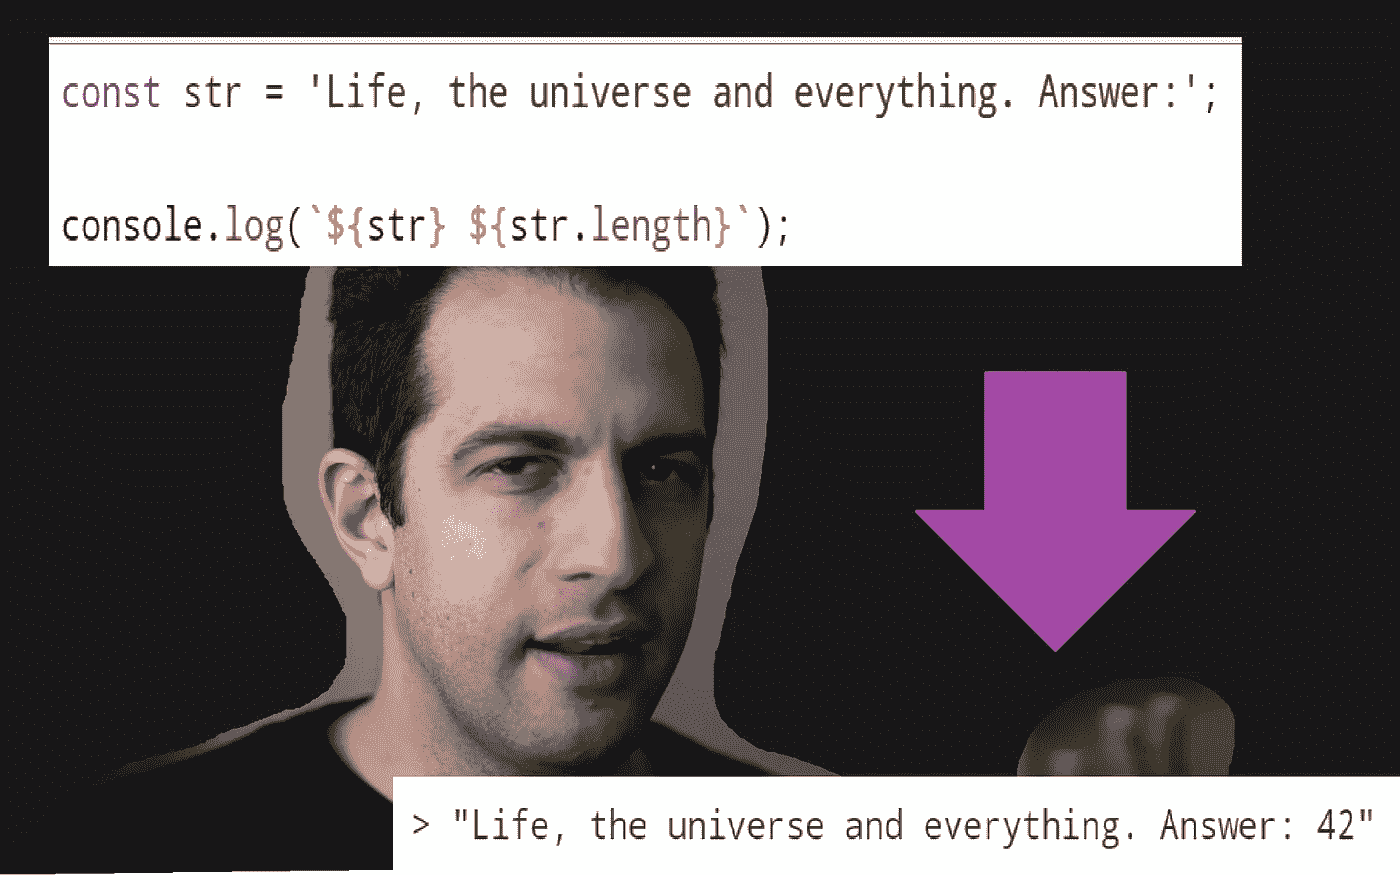 const str = 'Life, the universe and everything. Answer:';
console.log(`${str} ${str.length}`);
> "Life, the universe and everything. Answer: 42"